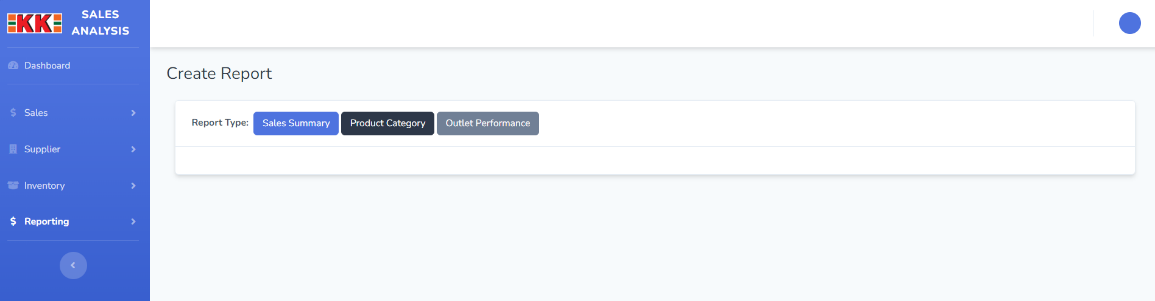 KK
SALES
ANALYSIS
Dashboard
$ Sales
Supplier
Inventory
$ Reporting
Create Report
Report Type: Sales Summary Product Category Outlet Performance